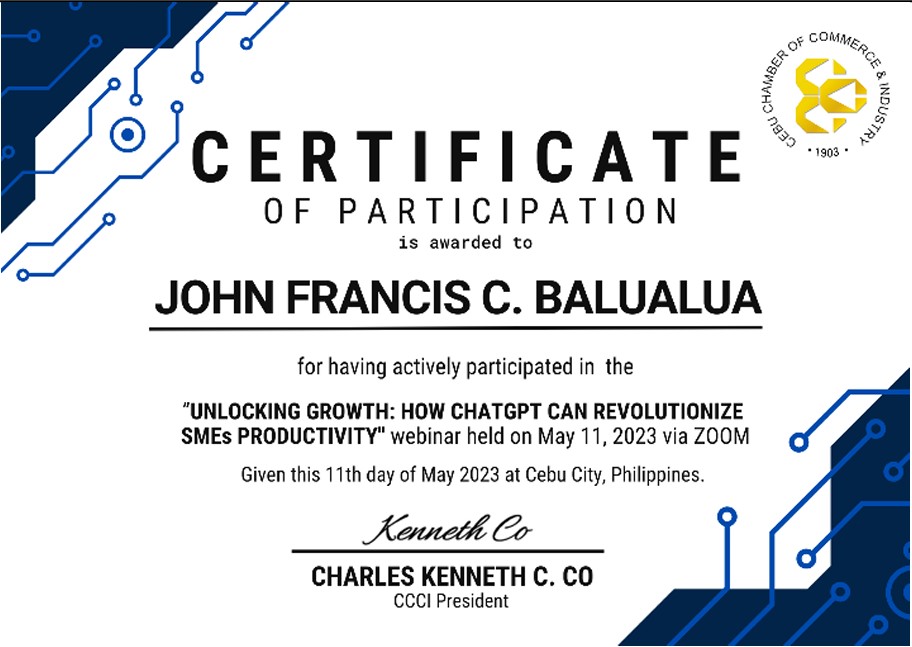 CEBU CHAMBER OF COMMERCE & INDUSTRY
• 1903 •
CERTIFICATE
OF PARTICIPATION
is awarded to
JOHN FRANCIS C. BALUALUA
for having actively participated in the
"UNLOCKING GROWTH: HOW CHATGPT CAN REVOLUTIONIZE
SMEs PRODUCTIVITY" webinar held on May 11, 2023 via ZOOM
Given this 11th day of May 2023 at Cebu City, Philippines.
Kenneth Co
CHARLES KENNETH C. CO
CCCI President